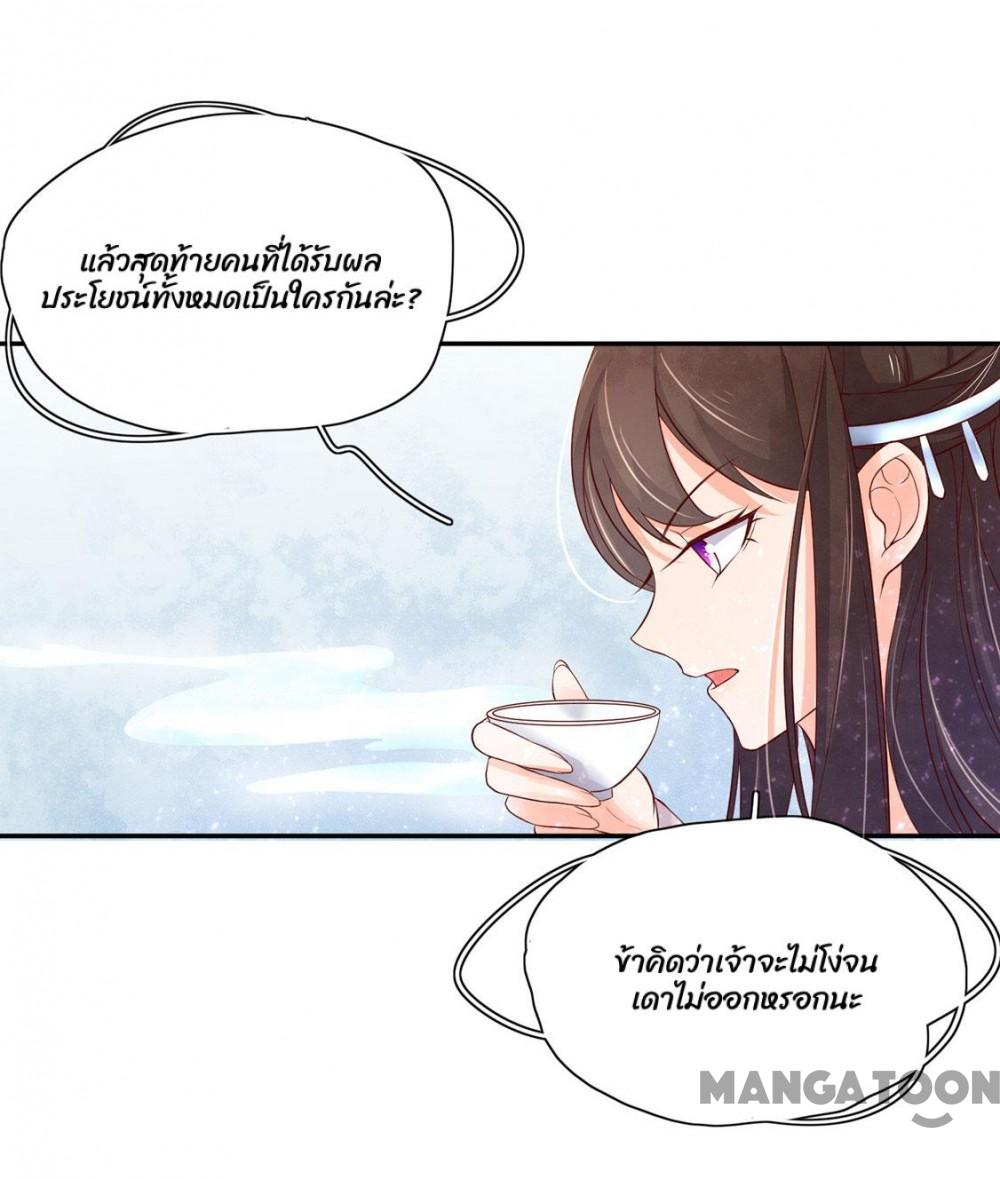 แล้วสุดท้ายคนที่ได้รับผล
ประโยชน์ทั้งหมดเป็นใครกันล่ะ?
ข้าคิดว่าเจ้าจะไม่โง่จน
เดาไม่ออกหรอกนะ
MANGATOON